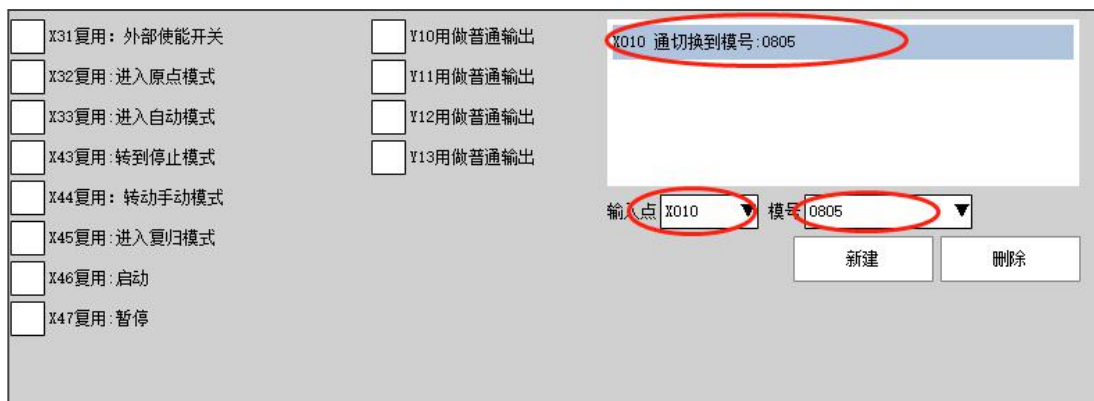 X31复用：外部使能开关
X32复用:进入原点模式
X33复用:进入自动模式
X43复用:转到停止模式
X44复用：转动手动模式
X45复用:进入复归模式
X46复用:启动
X47复用:暂停
Y10用做普通输出
Y11用做普通输出
Y12用做普通输出
Y13用做普通输出
X010 通切换到模号:0805
输入点 X010 模号 0805
新建 删除